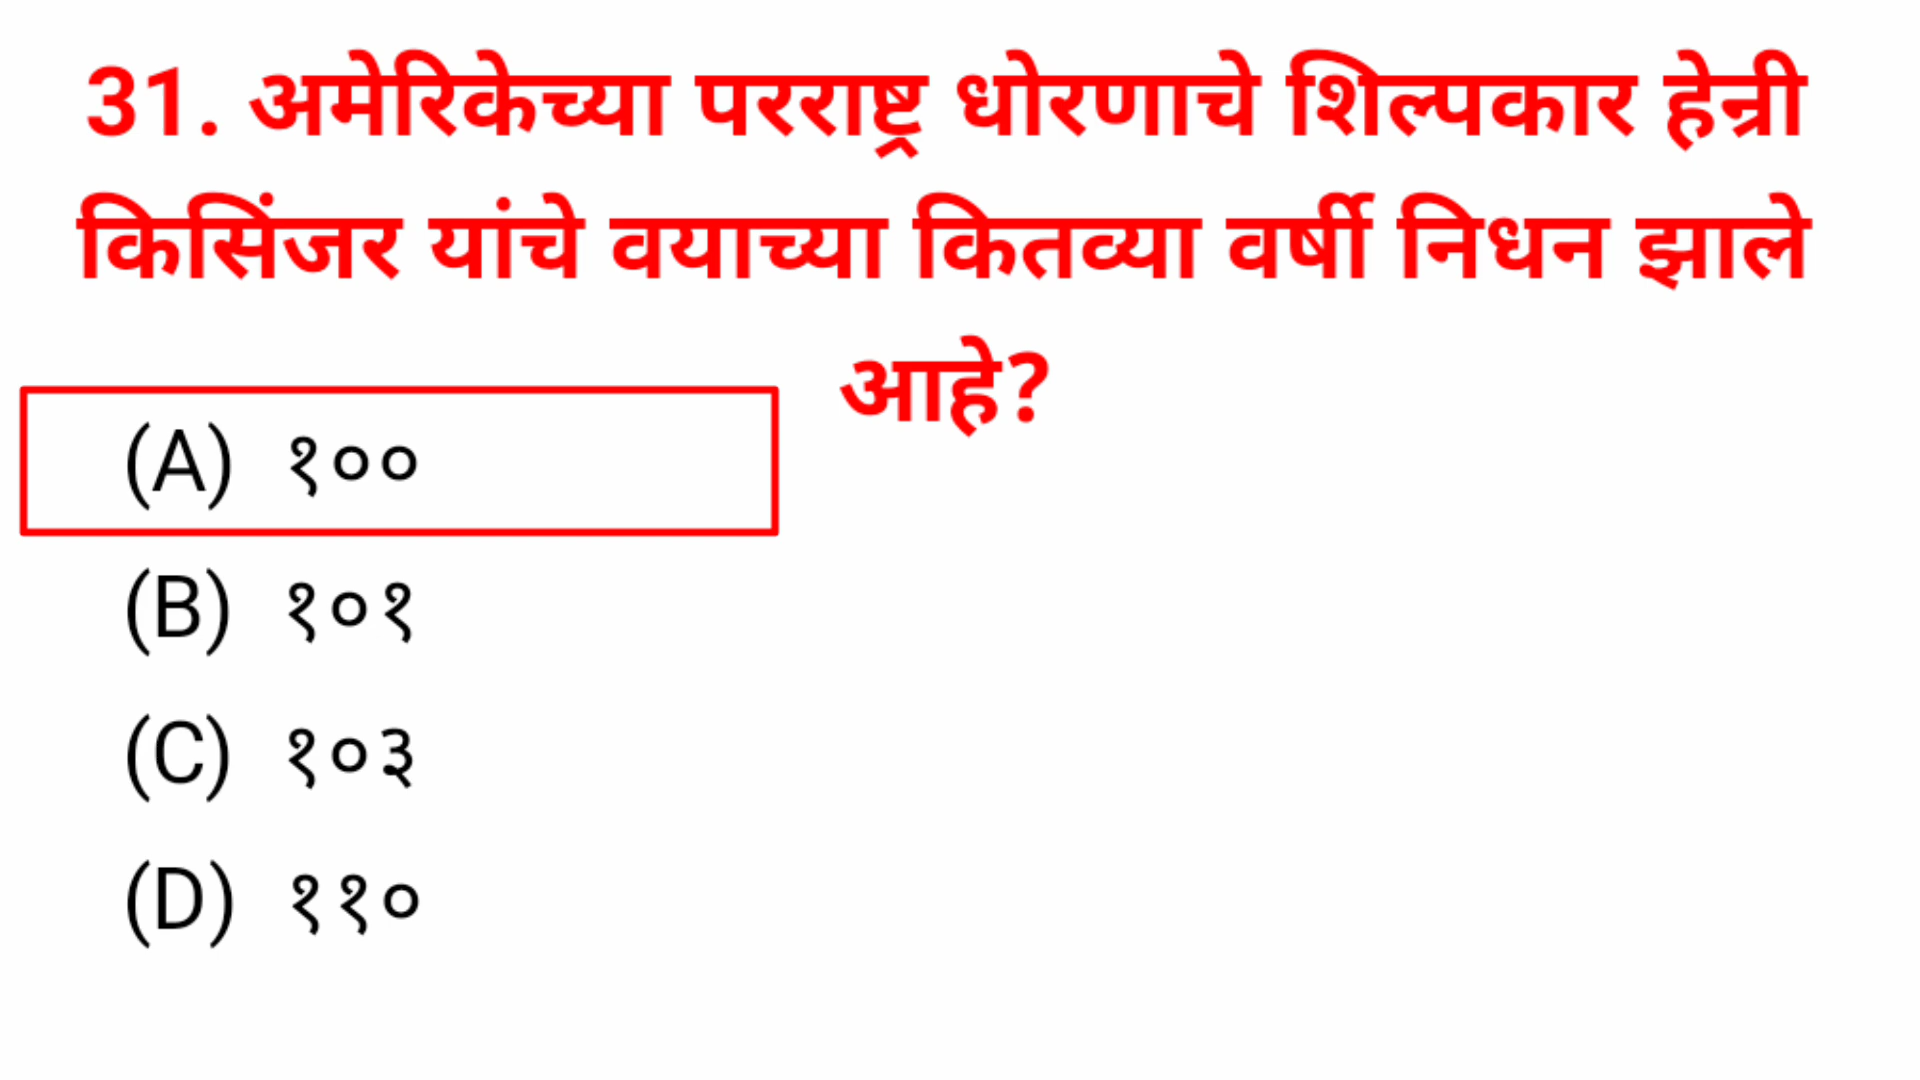 31. अमेरिकेच्या परराष्ट्र धोरणाचे शिल्पकार हेन्री
किसिंजर यांचे वयाच्या कितव्या वर्षी निधन झाले
आहे?
(A) १००
(B) १०१
(C) १०३
(D) ११०